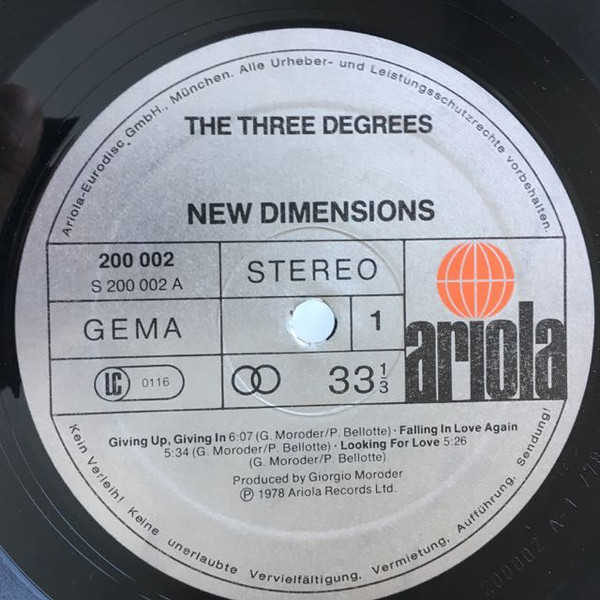 Ariola-Eurodisc GmbH., München. Alle Urheber- und Leistungsschutzrechte vorbehalten.
THE THREE DEGREES
NEW DIMENSIONS
200 002
S 200 002 A
STEREO
GEMA
1
LC 0116
33 1/3
ariola
Giving Up, Giving In 6:07 (G. Moroder/P. Bellotte) · Falling In Love Again
5:34 (G. Moroder/P. Bellotte) · Looking For Love 5:26
(G. Moroder/P. Bellotte)
Produced by Giorgio Moroder
Ⓟ 1978 Ariola Records Ltd.
Kein Verleih! Keine unerlaubte Vervielfältigung, Vermietung, Aufführung, Sendung!
200002 A-1